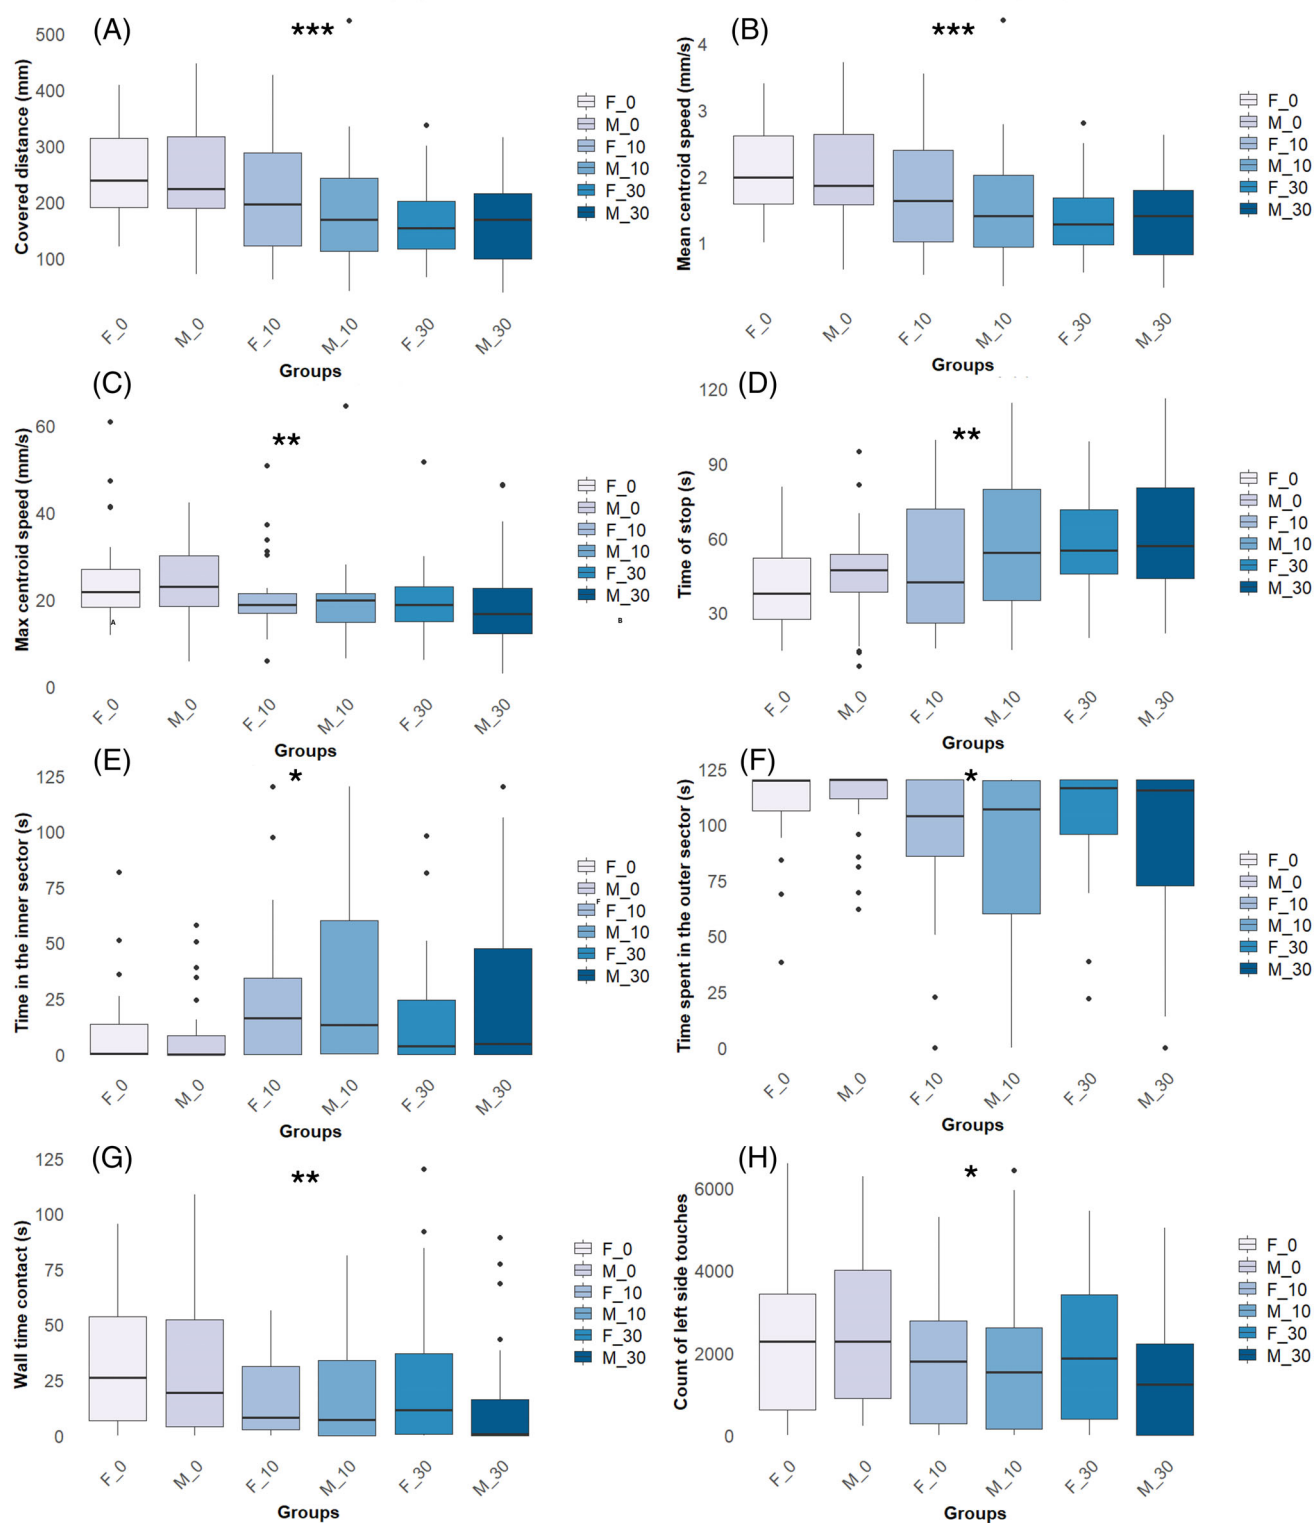 (A)
***
Covered distance (mm)
500
400
300
200
100
F_0
M_0
F_10
M_10
F_30
M_30
Groups
F_0
M_0
F_10
M_10
F_30
M_30
(B)
***
Mean centroid speed (mm/s)
4
3
2
1
F_0
M_0
F_10
M_10
F_30
M_30
Groups
F_0
M_0
F_10
M_10
F_30
M_30
(C)
**
Max centroid speed (mm/s)
60
40
20
0
A
F_0
M_0
F_10
M_10
F_30
M_30
Groups
F_0
M_0
F_10
M_10
F_30
M_30
B
(D)
**
Time of stop (s)
120
90
60
30
F_0
M_0
F_10
M_10
F_30
M_30
Groups
F_0
M_0
F_10
M_10
F_30
M_30
(E)
*
Time in the inner sector (s)
125
100
75
50
25
0
F_0
M_0
F_10
M_10
F_30
M_30
Groups
F_0
M_0
F
F_10
M_10
F_30
M_30
(F)
*
Time spent in the outer sector (s)
125
100
75
50
25
0
F_0
M_0
F_10
M_10
F_30
M_30
Groups
F_0
M_0
F_10
M_10
F_30
M_30
(G)
**
Wall time contact (s)
125
100
75
50
25
0
F_0
M_0
F_10
M_10
F_30
M_30
Groups
F_0
M_0
F_10
M_10
F_30
M_30
(H)
*
Count of left side touches
6000
4000
2000
0
F_0
M_0
F_10
M_10
F_30
M_30
Groups
F_0
M_0
F_10
M_10
F_30
M_30